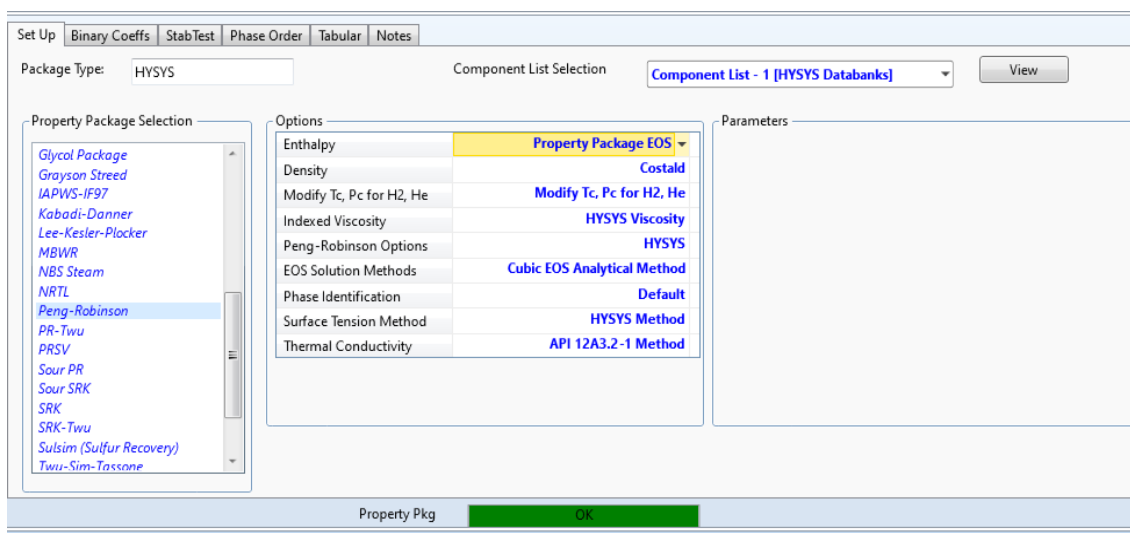 Set Up Binary Coeffs StabTest Phase Order Tabular Notes
Package Type: HYSYS Component List Selection Component List - 1 [HYSYS Databanks] View
Property Package Selection
Glycol Package
Grayson Streed
IAPWS-IF97
Kabadi-Danner
Lee-Kesler-Plocker
MBWR
NBS Steam
NRTL
Peng-Robinson
PR-Twu
PRSV
Sour PR
Sour SRK
SRK
SRK-Twu
Sulsim (Sulfur Recovery)
Twu-Sim-Tassone
Options
Enthalpy Property Package EOS
Density Costald
Modify Tc, Pc for H2, He Modify Tc, Pc for H2, He
Indexed Viscosity HYSYS Viscosity
Peng-Robinson Options HYSYS
EOS Solution Methods Cubic EOS Analytical Method
Phase Identification Default
Surface Tension Method HYSYS Method
Thermal Conductivity API 12A3.2-1 Method
Parameters
Property Pkg OK